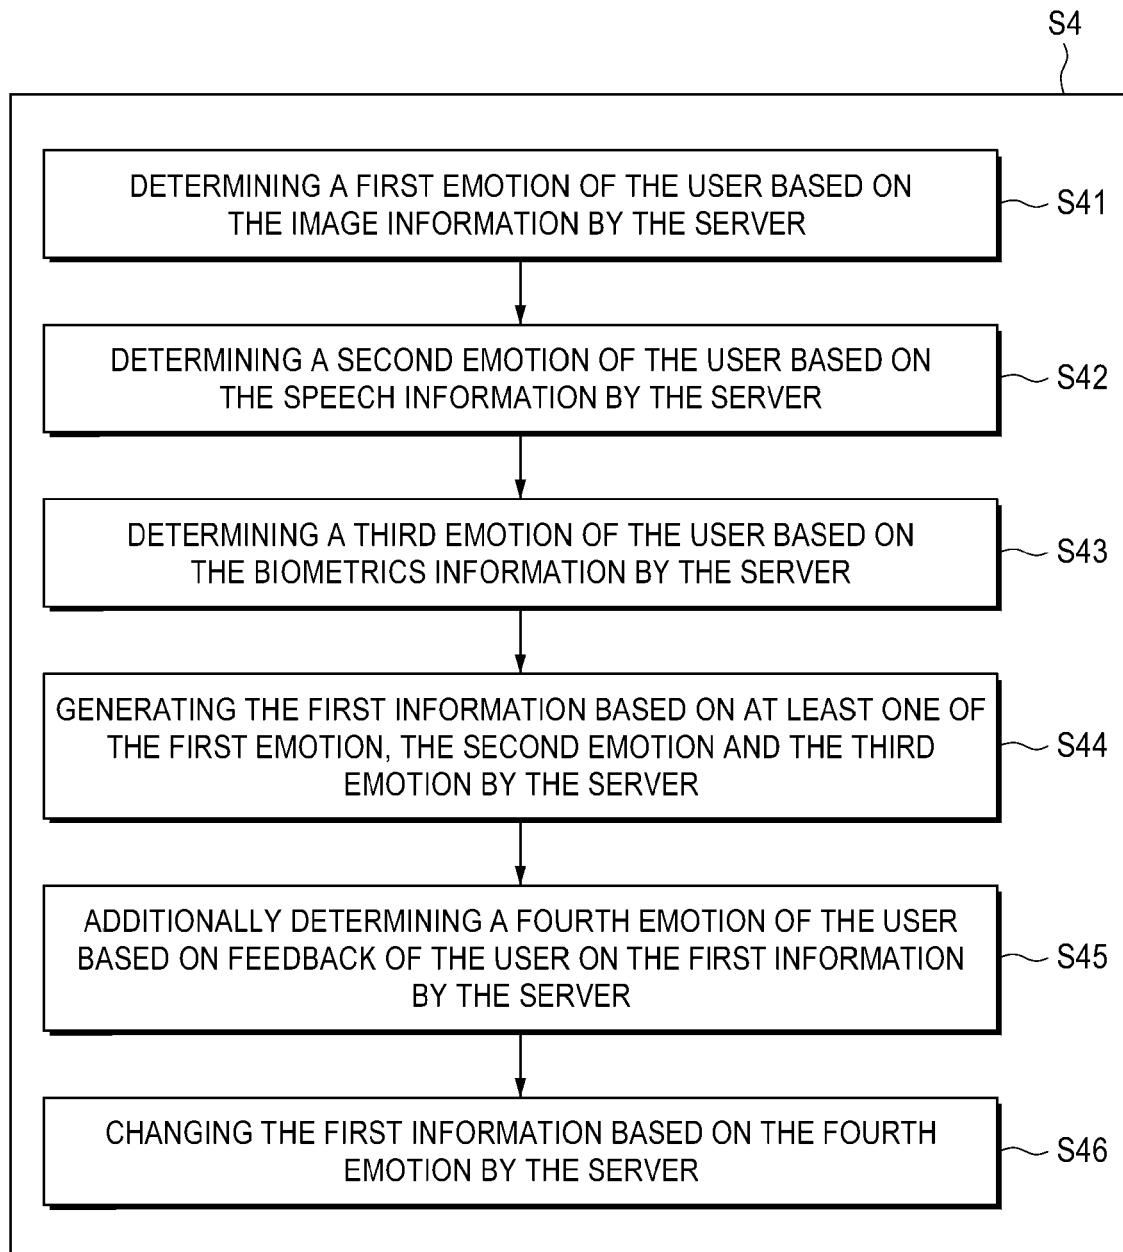 S4
DETERMINING A FIRST EMOTION OF THE USER BASED ON
THE IMAGE INFORMATION BY THE SERVER
S41
DETERMINING A SECOND EMOTION OF THE USER BASED ON
THE SPEECH INFORMATION BY THE SERVER
S42
DETERMINING A THIRD EMOTION OF THE USER BASED ON
THE BIOMETRICS INFORMATION BY THE SERVER
S43
GENERATING THE FIRST INFORMATION BASED ON AT LEAST ONE OF
THE FIRST EMOTION, THE SECOND EMOTION AND THE THIRD
EMOTION BY THE SERVER
S44
ADDITIONALLY DETERMINING A FOURTH EMOTION OF THE USER
BASED ON FEEDBACK OF THE USER ON THE FIRST INFORMATION
BY THE SERVER
S45
CHANGING THE FIRST INFORMATION BASED ON THE FOURTH
EMOTION BY THE SERVER
S46